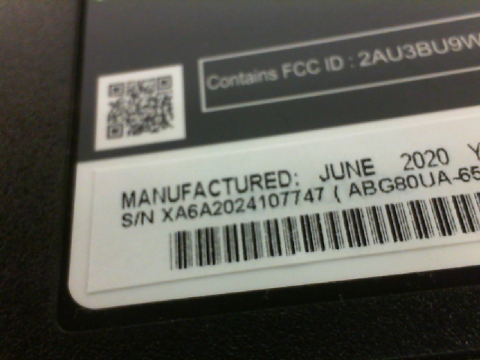 Contains FCC ID : 2AU3BU9W
MANUFACTURED: JUNE 2020 Y
S/N XA6A2024107747 ( ABG80UA-65